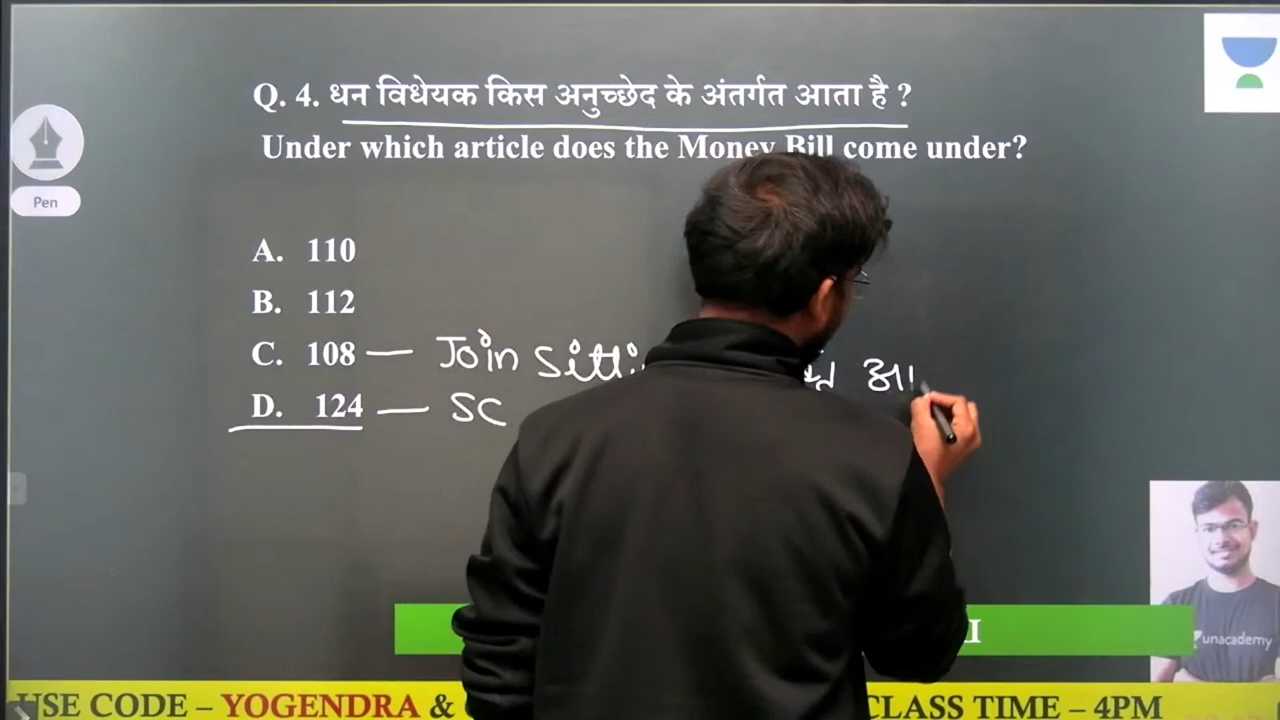 Q. 4. धन विधेयक किस अनुच्छेद के अंतर्गत आता है ?
Under which article does the Money Bill come under?
Pen
A. 110
B. 112
C. 108 — Join
D. 124 — SC
unacademy
USE CODE – YOGENDRA &
CLASS TIME – 4PM